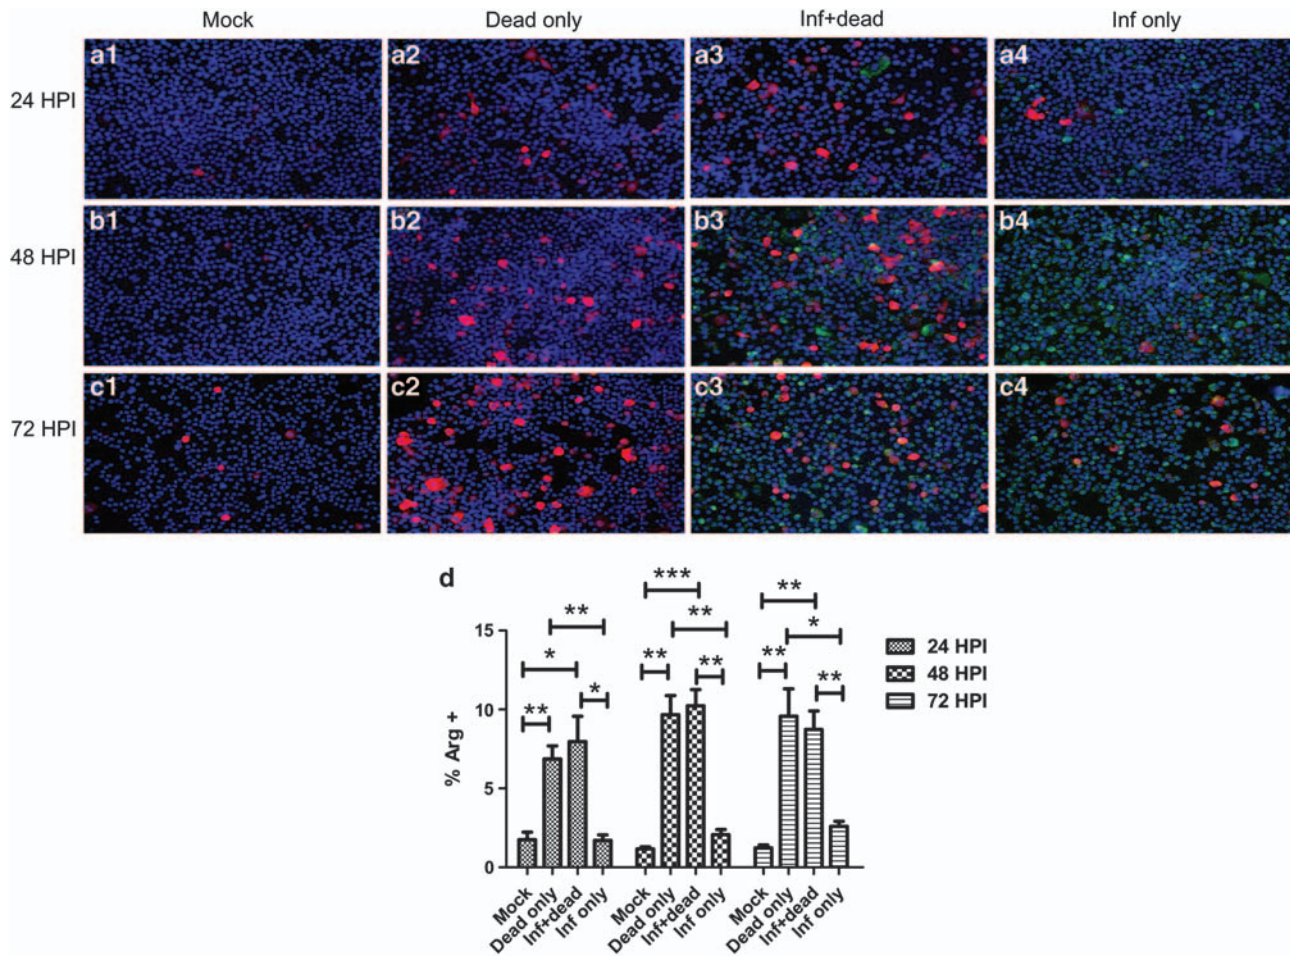 Mock Dead only Inf+dead Inf only
24 HPI a1 a2 a3 a4
48 HPI b1 b2 b3 b4
72 HPI c1 c2 c3 c4
d
*** **
** ** *
15
* ** ** **
** * **
10
5
0
% Arg +
24 HPI
48 HPI
72 HPI
Mock Dead only Inf+dead Inf only Mock Dead only Inf+dead Inf only Mock Dead only Inf+dead Inf only